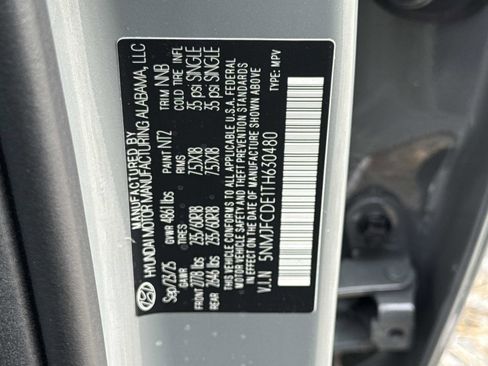 MANUFACTURED BY
HYUNDAI MOTOR MANUFACTURING ALABAMA, LLC
Sep/23/25 GVWR 4861 lbs PAINT NT2 TRIM NNB
TIRES RIMS COLD TIRE INFL
FRONT 2778 lbs 235/60R18 7.5JX18 35 psi SINGLE
REAR 2646 lbs 235/60R18 7.5JX18 35 psi SINGLE
THIS VEHICLE CONFORMS TO ALL APPLICABLE U.S.A. FEDERAL
SAFETY, BUMPER, AND THEFT PREVENTION STANDARDS
IN EFFECT ON THE DATE OF MANUFACTURE SHOWN ABOVE.
V.I.N 5NMJFCDE1TH630480 TYPE: MPV